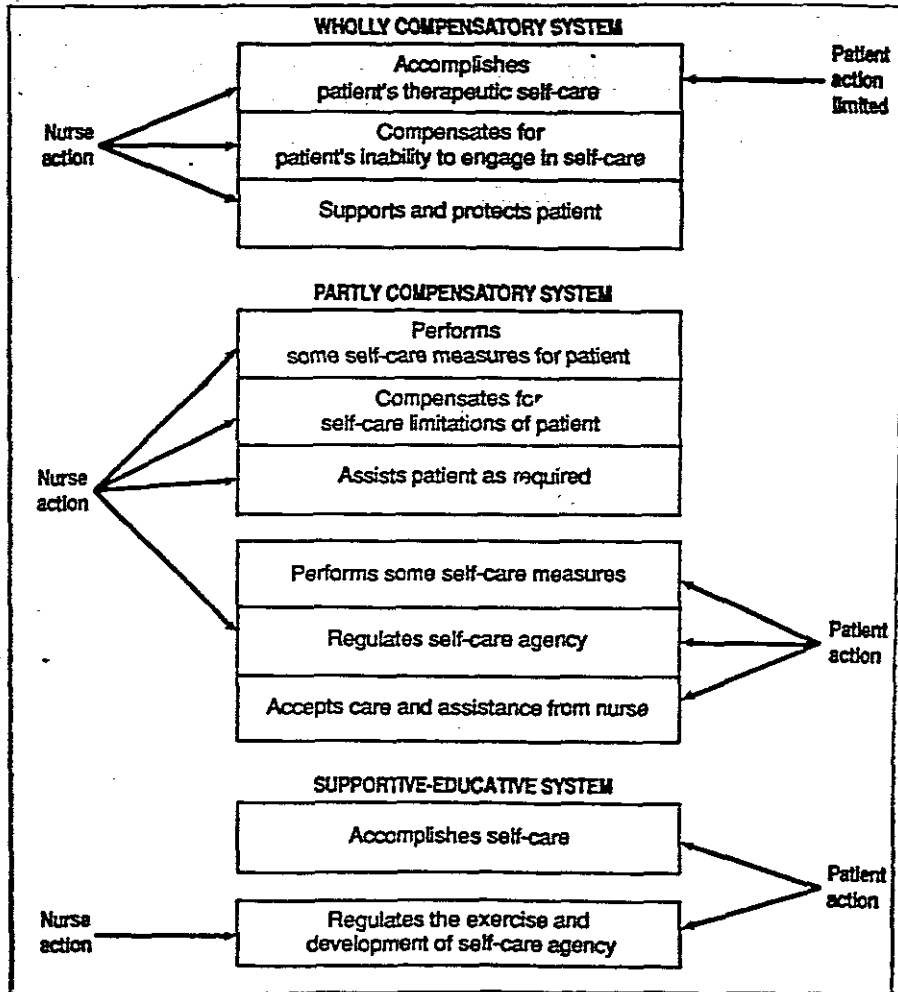 WHOLLY COMPENSATORY SYSTEM
Accomplishes
patient's therapeutic self-care
Patient
action
limited
Nurse
action
Compensates for
patient's inability to engage in self-care
Supports and protects patient
PARTLY COMPENSATORY SYSTEM
Performs
some self-care measures for patient
Compensates for
self-care limitations of patient
Nurse
action
Assists patient as required
Performs some self-care measures
Regulates self-care agency
Patient
action
Accepts care and assistance from nurse
SUPPORTIVE-EDUCATIVE SYSTEM
Accomplishes self-care
Patient
action
Nurse
action
Regulates the exercise and
development of self-care agency